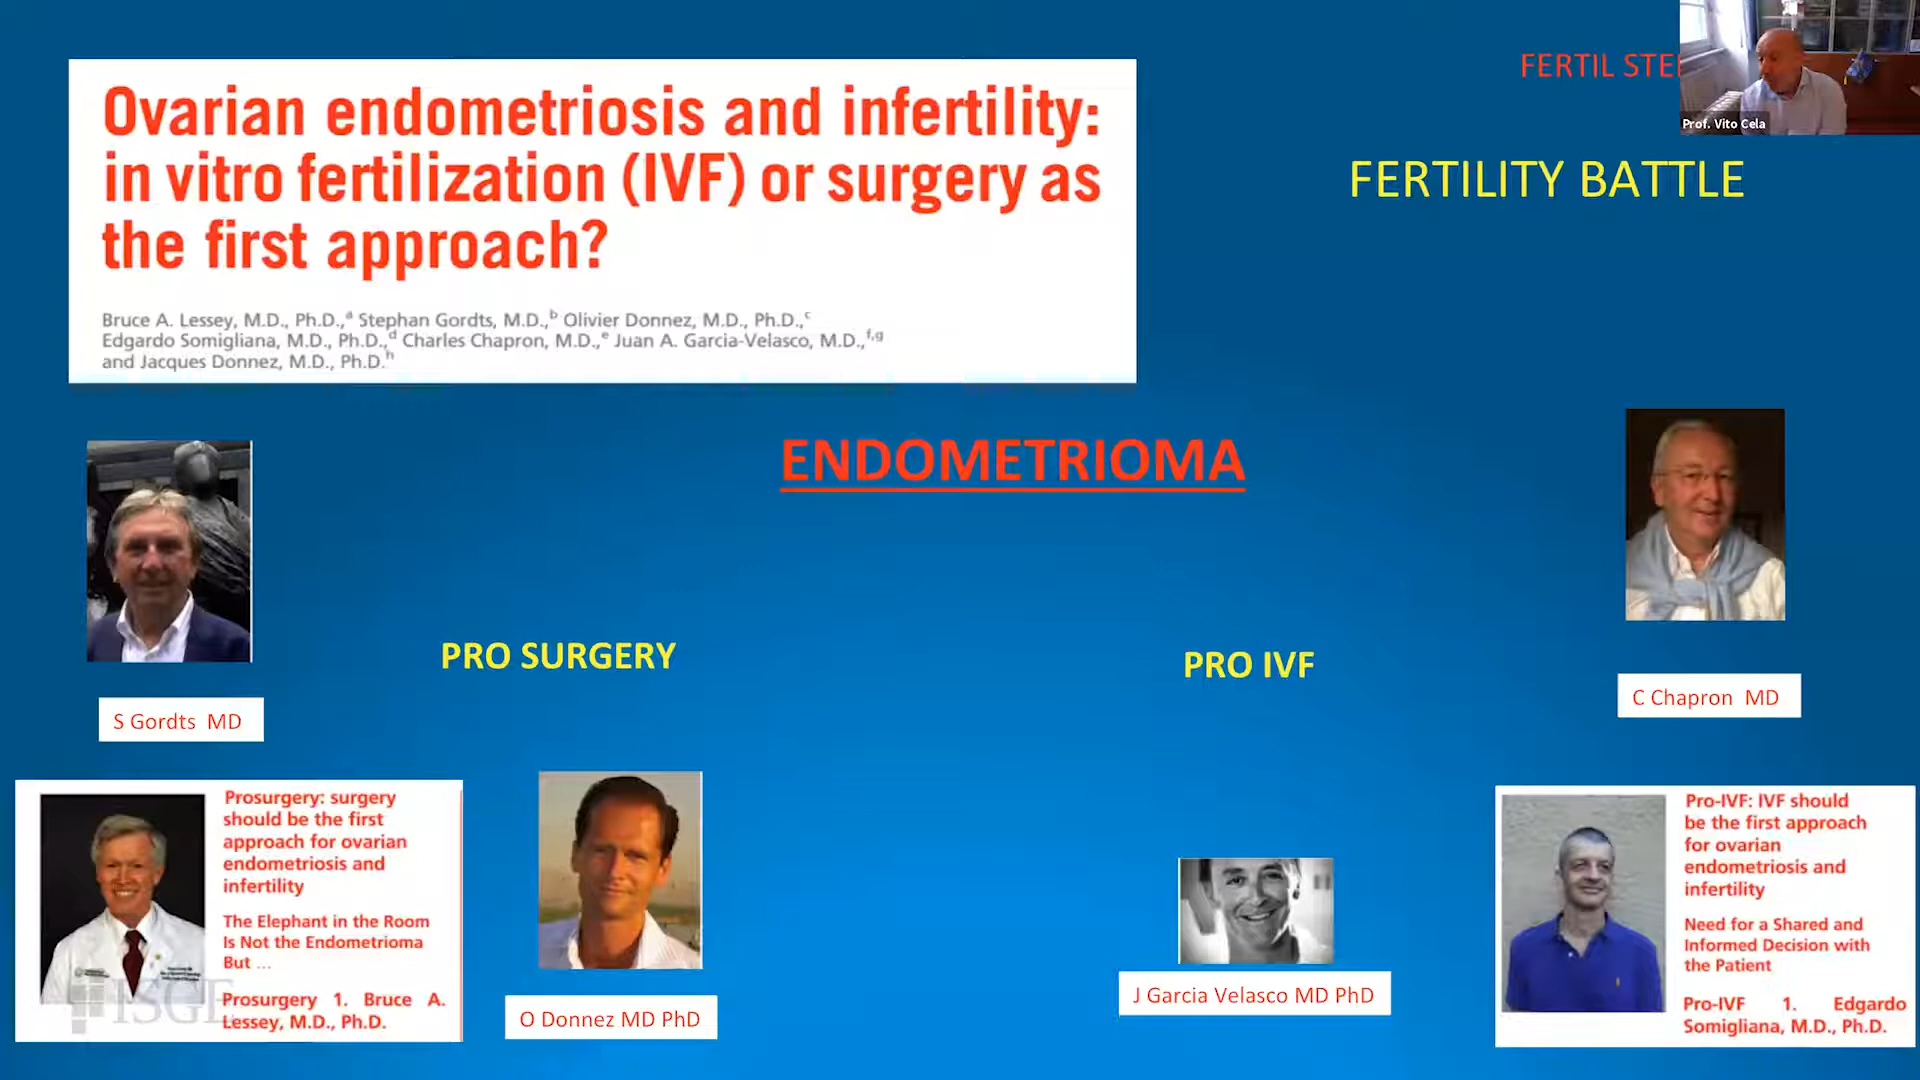 Ovarian endometriosis and infertility:
in vitro fertilization (IVF) or surgery as
the first approach?
Bruce A. Lessey, M.D., Ph.D.,a Stephan Gordts, M.D.,b Olivier Donnez, M.D., Ph.D.,c
Edgardo Somigliana, M.D., Ph.D.,d Charles Chapron, M.D.,e Juan A. Garcia-Velasco, M.D.,f,g
and Jacques Donnez, M.D., Ph.D.h
FERTIL STE
Prof. Vito Cela
FERTILITY BATTLE
ENDOMETRIOMA
PRO SURGERY
PRO IVF
S Gordts MD
C Chapron MD
Prosurgery: surgery
should be the first
approach for ovarian
endometriosis and
infertility
The Elephant in the Room
Is Not the Endometrioma
But ...
Prosurgery 1. Bruce A.
Lessey, M.D., Ph.D.
ISGE
O Donnez MD PhD
J Garcia Velasco MD PhD
Pro-IVF: IVF should
be the first approach
for ovarian
endometriosis and
infertility
Need for a Shared and
Informed Decision with
the Patient
Pro-IVF 1. Edgardo
Somigliana, M.D., Ph.D.